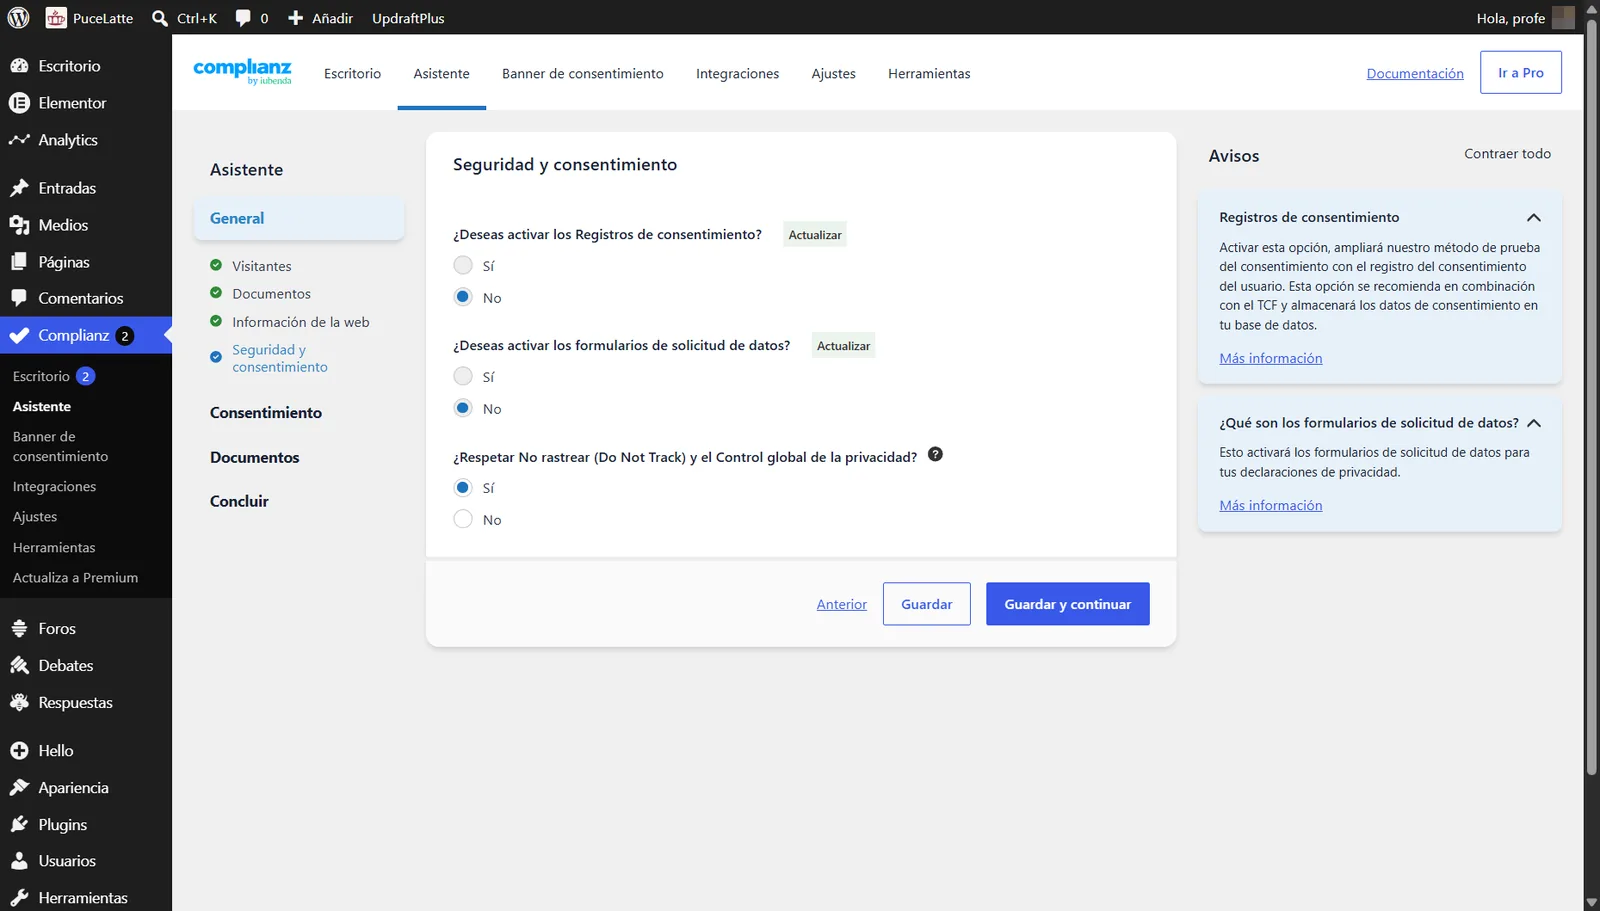 PuceLatte
Ctrl+K
0
Añadir
UpdraftPlus
Hola, profe
Escritorio
Elementor
Analytics
Entradas
Medios
Páginas
Comentarios
Complianz 2
Escritorio 2
Asistente
Banner de
consentimiento
Integraciones
Ajustes
Herramientas
Actualiza a Premium
Foros
Debates
Respuestas
Hello
Apariencia
Plugins
Usuarios
Herramientas
complianz
by iubenda
Escritorio
Asistente
Banner de consentimiento
Integraciones
Ajustes
Herramientas
Documentación
Ir a Pro
Asistente
General
Visitantes
Documentos
Información de la web
Seguridad y
consentimiento
Consentimiento
Documentos
Concluir
Seguridad y consentimiento
¿Deseas activar los Registros de consentimiento? Actualizar
Sí
No
¿Deseas activar los formularios de solicitud de datos? Actualizar
Sí
No
¿Respetar No rastrear (Do Not Track) y el Control global de la privacidad? ?
Sí
No
Anterior
Guardar
Guardar y continuar
Avisos
Contraer todo
Registros de consentimiento
Activar esta opción, ampliará nuestro método de prueba
del consentimiento con el registro del consentimiento
del usuario. Esta opción se recomienda en combinación
con el TCF y almacenará los datos de consentimiento en
tu base de datos.
Más información
¿Qué son los formularios de solicitud de datos?
Esto activará los formularios de solicitud de datos para
tus declaraciones de privacidad.
Más información